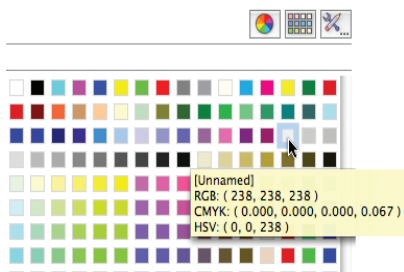 ...
[Unnamed]
RGB: ( 238, 238, 238 )
CMYK: ( 0.000, 0.000, 0.000, 0.067 )
HSV: ( 0, 0, 238 )